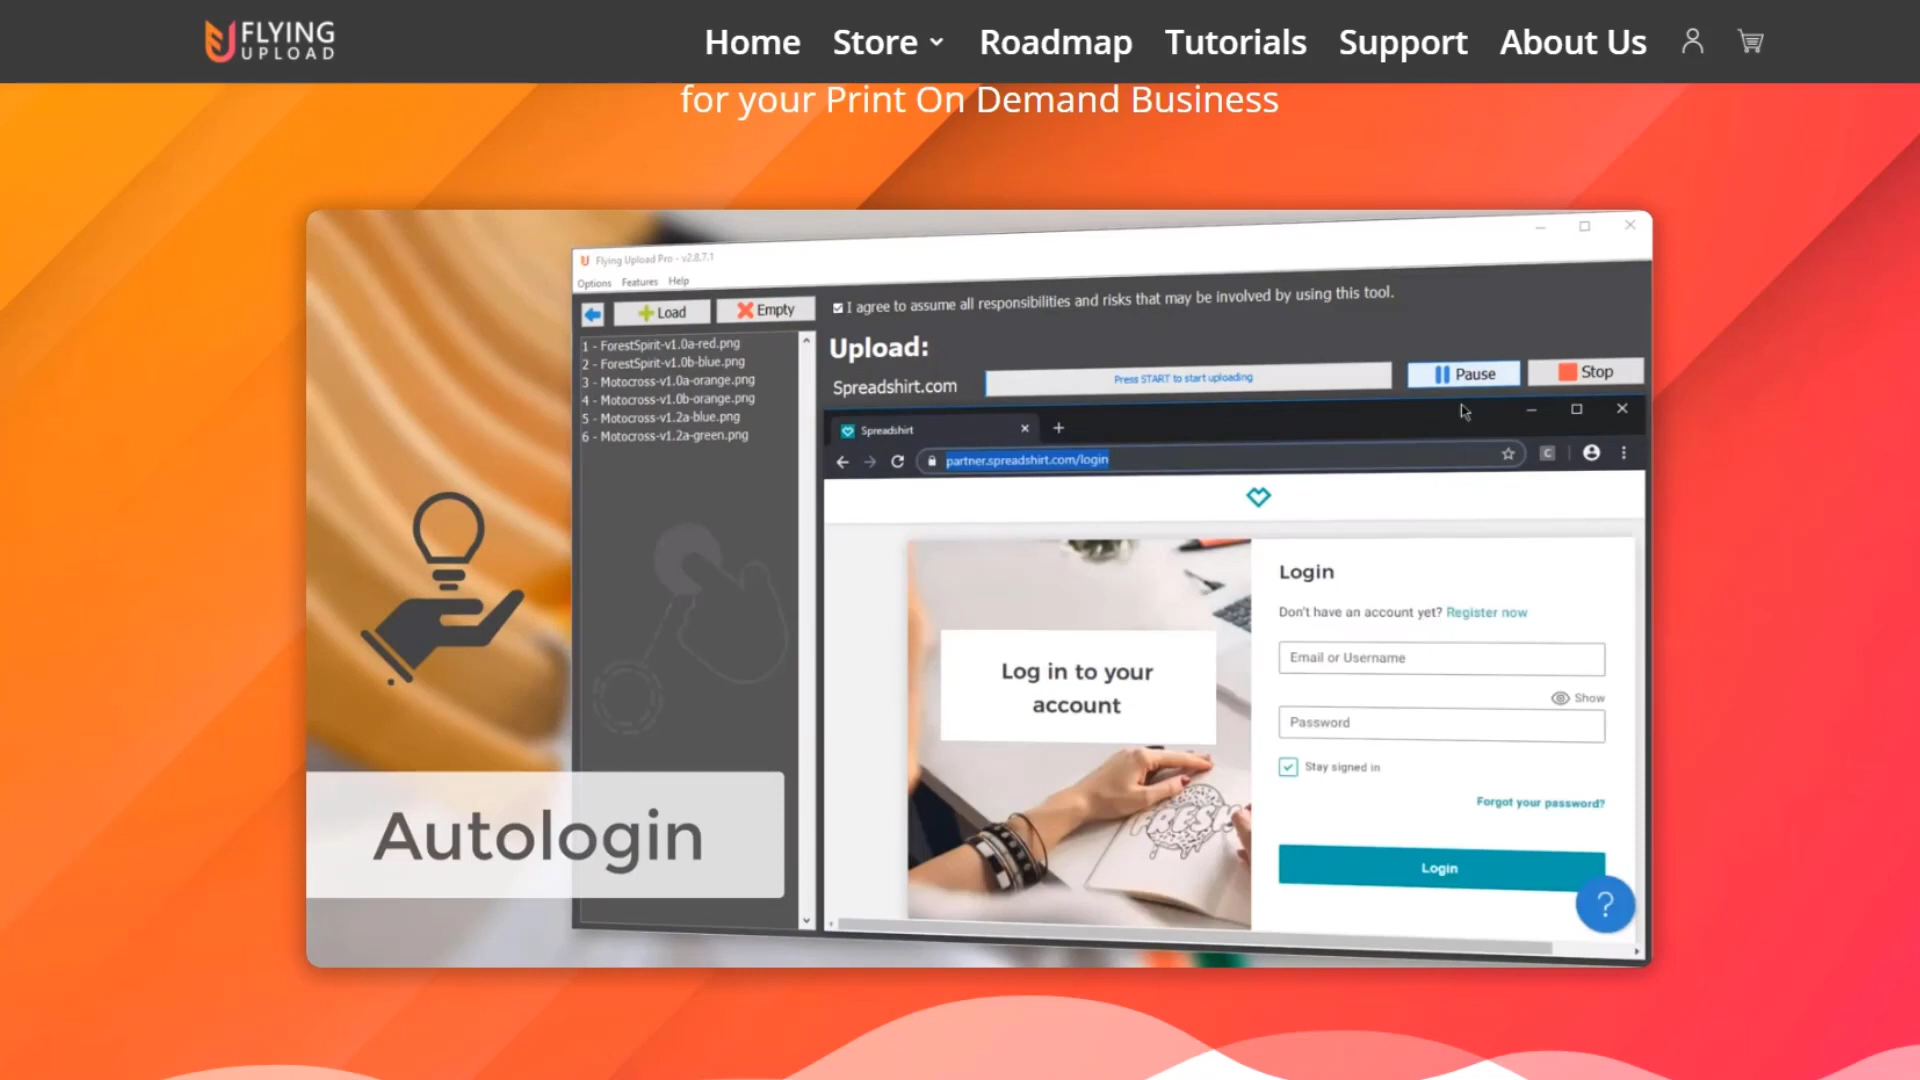 FLYING
UPLOAD
Home Store Roadmap Tutorials Support About Us
for your Print On Demand Business
Flying Upload Pro - v2.8.7.1
Options Features Help
Load Empty
I agree to assume all responsibilities and risks that may be involved by using this tool.
1 - ForestSpirit-v1.0a-red.png
2 - ForestSpirit-v1.0b-blue.png
3 - Motocross-v1.0a-orange.png
4 - Motocross-v1.0b-orange.png
5 - Motocross-v1.2a-blue.png
6 - Motocross-v1.2a-green.png
Upload:
Spreadshirt.com
Press START to start uploading
Pause Stop
Spreadshirt
partner.spreadshirt.com/login
C
Log in to your
account
FRESH
Login
Don't have an account yet? Register now
Email or Username
Show
Password
Stay signed in
Forgot your password?
Login
?
Autologin